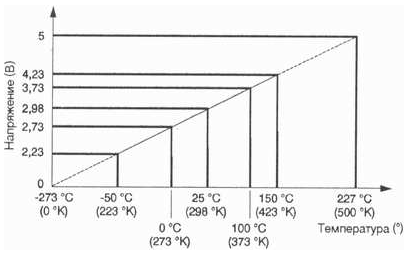 Напряжение (В)
5
4,23
3,73
2,98
2,73
2,23
0
-273 °C -50 °C 25 °C 150 °C 227 °C
(0 °K) (223 °K) (298 °K) (423 °K) (500 °K)
0 °C 100 °C Температура (°)
(273 °K) (373 °K)